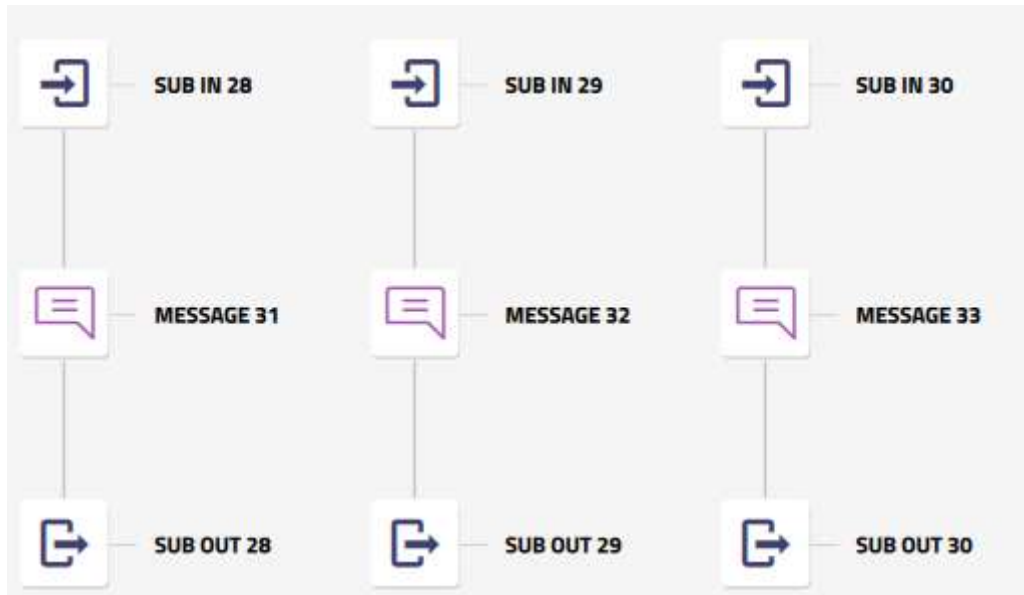 SUB IN 28
SUB IN 29
SUB IN 30
MESSAGE 31
MESSAGE 32
MESSAGE 33
SUB OUT 28
SUB OUT 29
SUB OUT 30